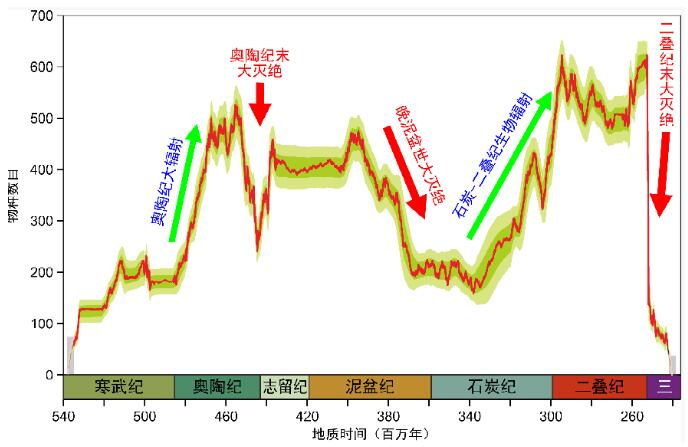 700
600
500
400
300
200
100
0
物种数目
奥陶纪大辐射
奥陶纪末
大灭绝
晚泥盆世大灭绝
石炭-二叠纪生物辐射
二叠纪末大灭绝
寒武纪 奥陶纪 志留纪 泥盆纪 石炭纪 二叠纪 三
540 500 460 420 380 340 300 260
地质时间（百万年）